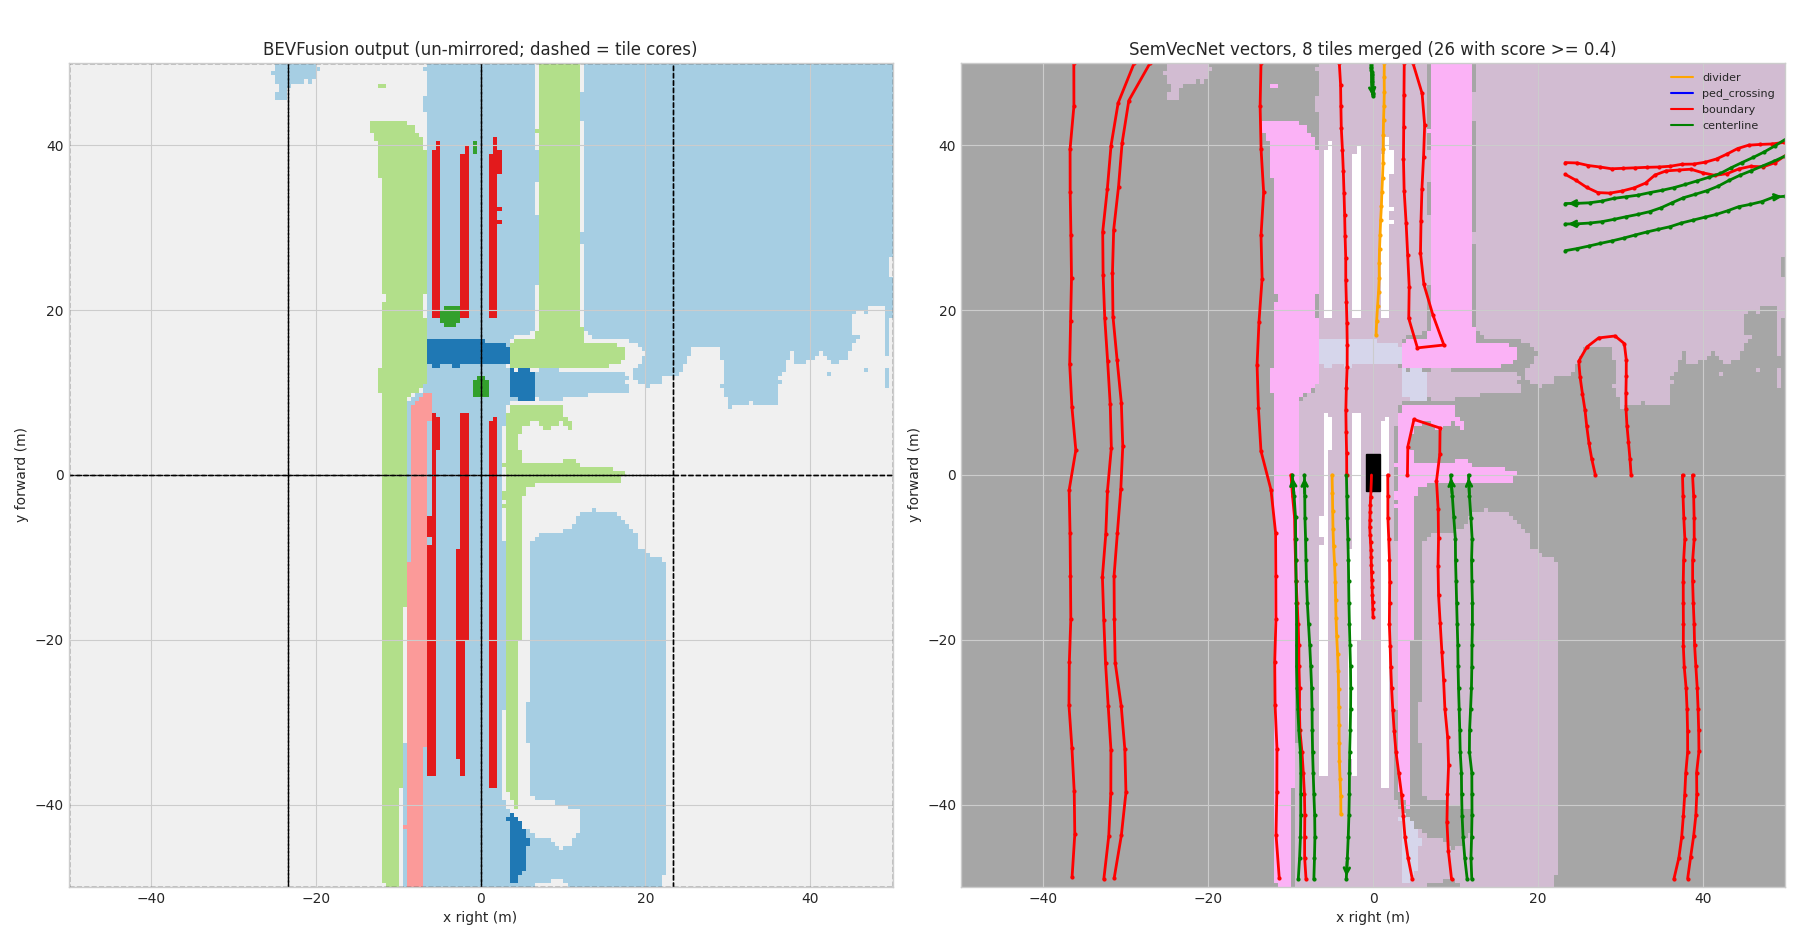 BEVFusion output (un-mirrored; dashed = tile cores)
40
20
0
−20
−40
y forward (m)
−40
−20
0
20
40
x right (m)
SemVecNet vectors, 8 tiles merged (26 with score >= 0.4)
divider
ped_crossing
boundary
centerline
40
20
0
−20
−40
y forward (m)
−40
−20
0
20
40
x right (m)